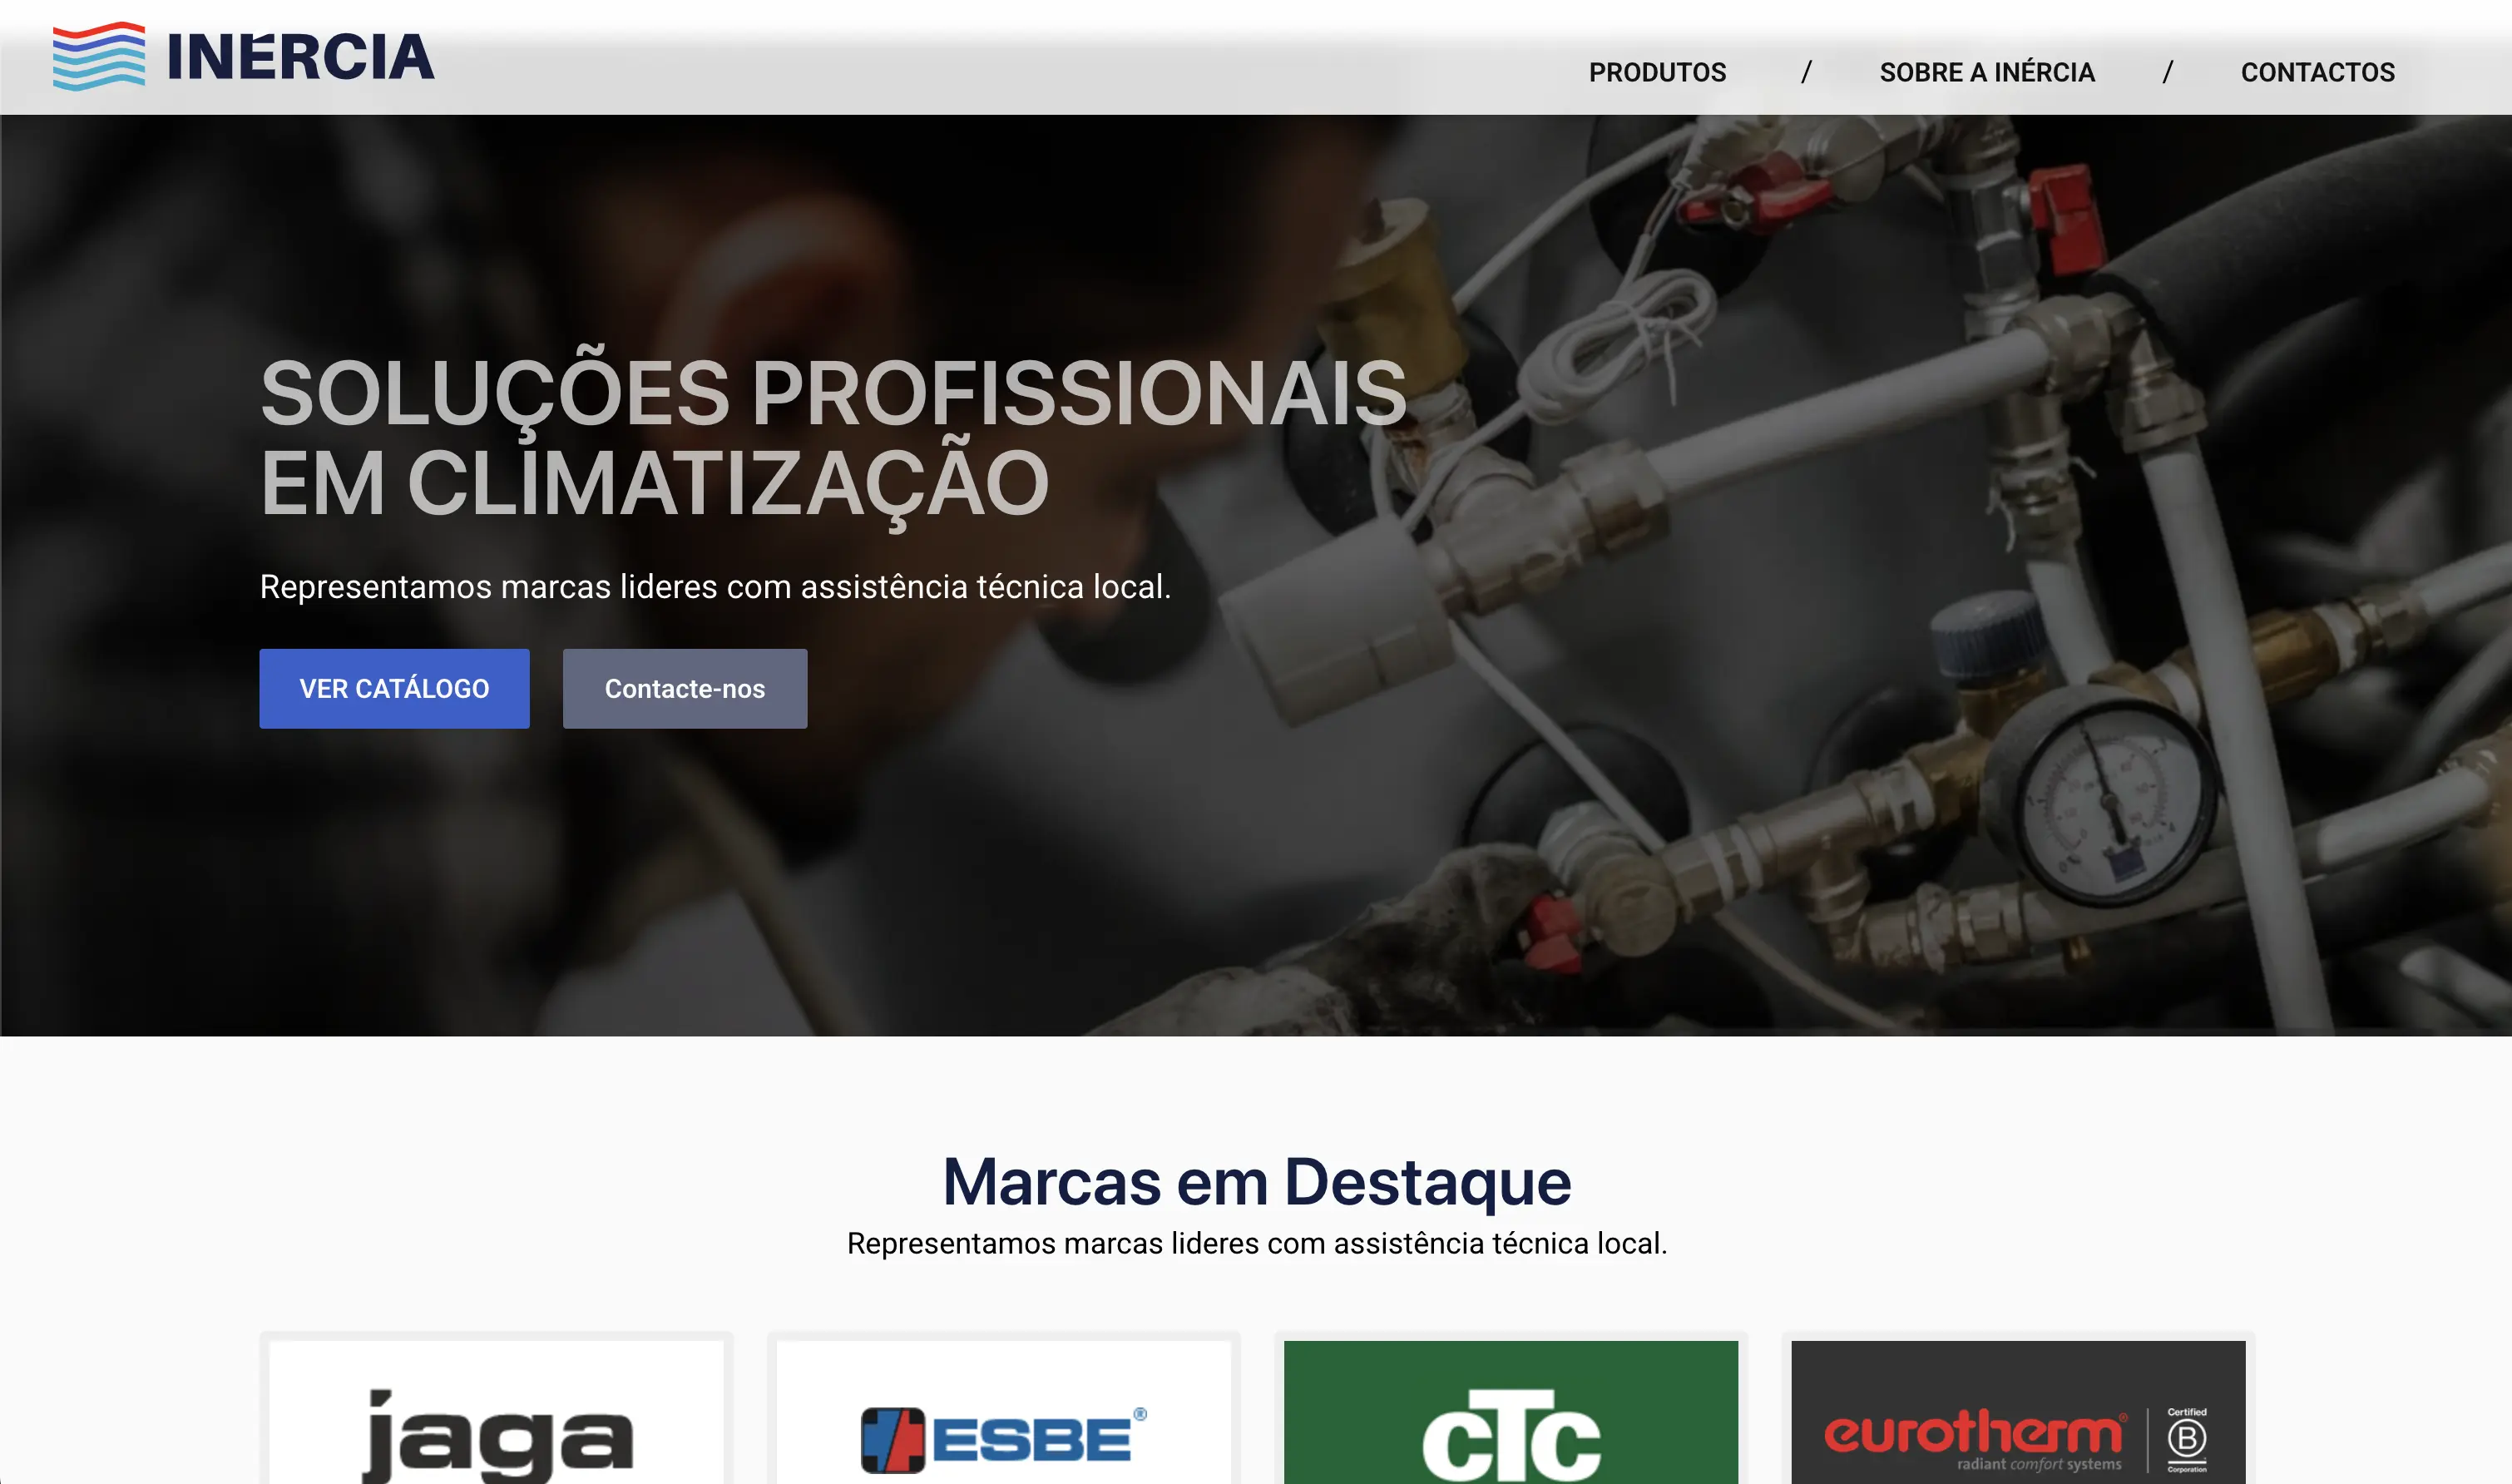 INÉRCIA
PRODUTOS / SOBRE A INÉRCIA / CONTACTOS
SOLUÇÕES PROFISSIONAIS
EM CLIMATIZAÇÃO
Representamos marcas lideres com assistência técnica local.
VER CATÁLOGO
Contacte-nos
Marcas em Destaque
Representamos marcas lideres com assistência técnica local.
jaga
ESBE®
CTC
eurotherm®
radiant comfort systems
Certified
B
Corporation